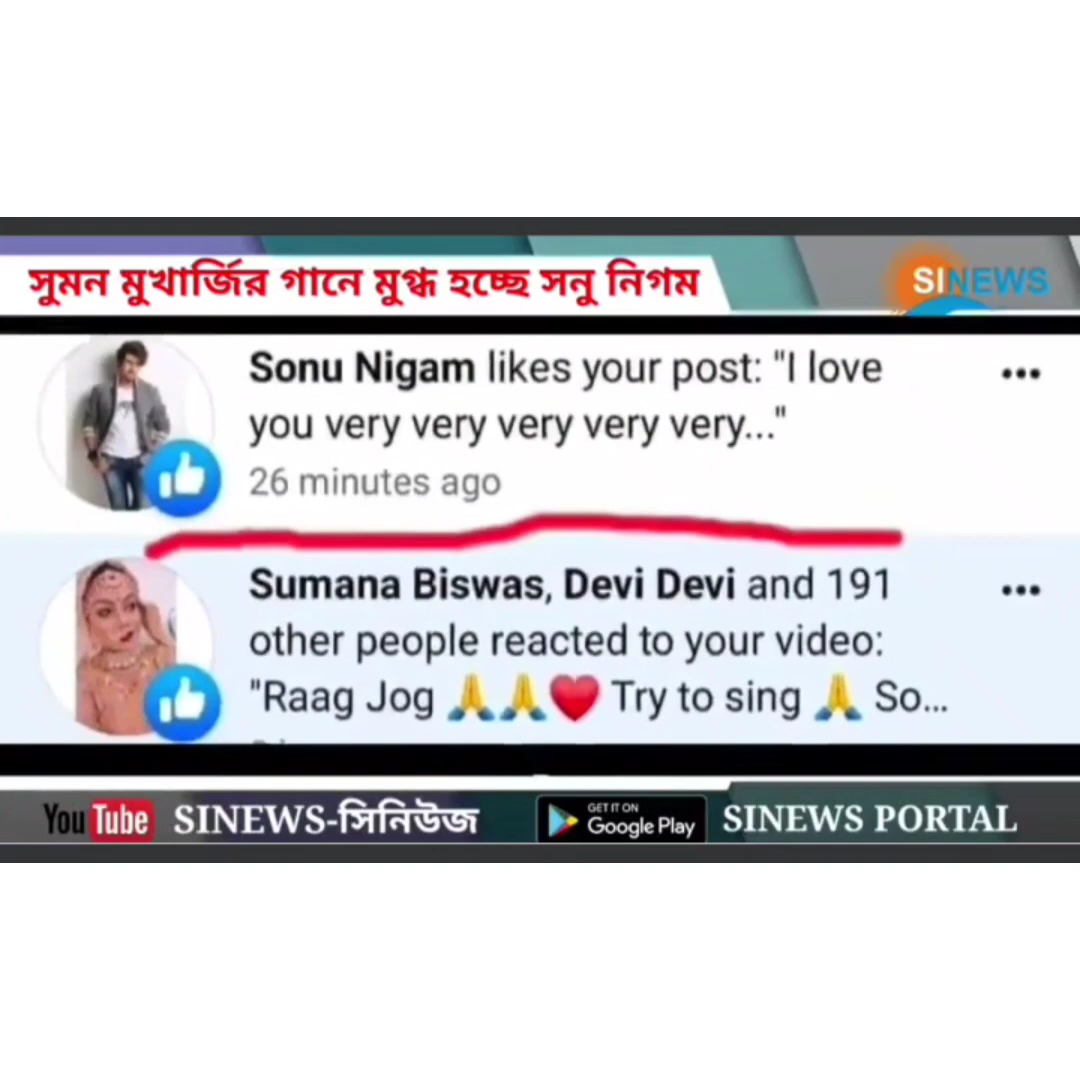 সুমন মুখার্জির গানে মুগ্ধ হচ্ছে সনু নিগম
SINEWS
Sonu Nigam likes your post: "I love
you very very very very very..."
26 minutes ago
Sumana Biswas, Devi Devi and 191
other people reacted to your video:
"Raag Jog 🙏🙏❤️ Try to sing 🙏 So...
YouTube SINEWS-সিনিউজ GET IT ON Google Play SINEWS PORTAL